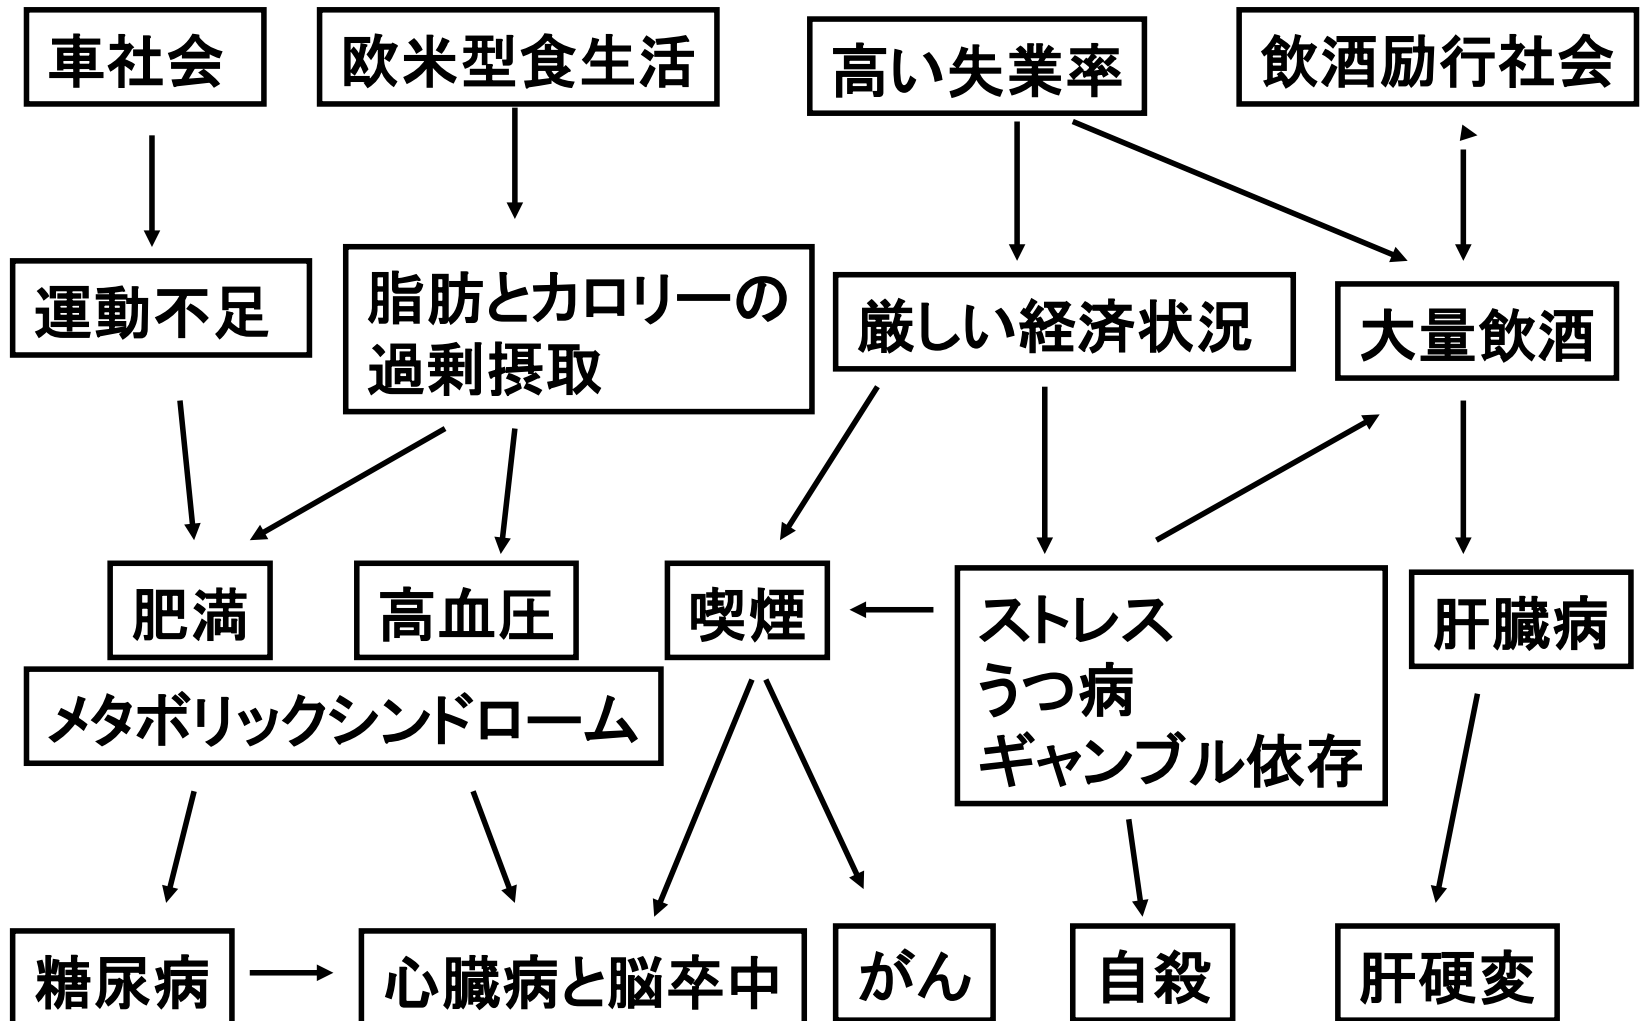 車社会
欧米型食生活
高い失業率
飲酒励行社会
運動不足
脂肪とカロリーの
過剰摂取
厳しい経済状況
大量飲酒
肥満
高血圧
喫煙
ストレス
うつ病
ギャンブル依存
肝臓病
メタボリックシンドローム
糖尿病
心臓病と脳卒中
がん
自殺
肝硬変